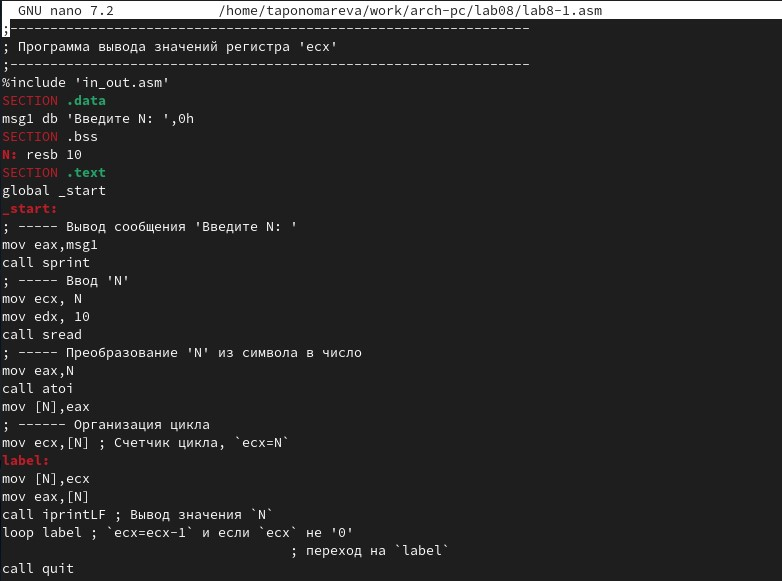 GNU nano 7.2 /home/taponomareva/work/arch-pc/lab08/lab8-1.asm
;-----------------------------------------------------------------
; Программа вывода значений регистра 'ecx'
;-----------------------------------------------------------------
%include 'in_out.asm'
SECTION .data
msg1 db 'Введите N: ',0h
SECTION .bss
N: resb 10
SECTION .text
global _start
_start:
; ----- Вывод сообщения 'Введите N: '
mov eax,msg1
call sprint
; ----- Ввод 'N'
mov ecx, N
mov edx, 10
call sread
; ----- Преобразование 'N' из символа в число
mov eax,N
call atoi
mov [N],eax
; ------ Организация цикла
mov ecx,[N] ; Счетчик цикла, `ecx=N`
label:
mov [N],ecx
mov eax,[N]
call iprintLF ; Вывод значения `N`
loop label ; `ecx=ecx-1` и если `ecx` не '0'
; переход на `label`
call quit